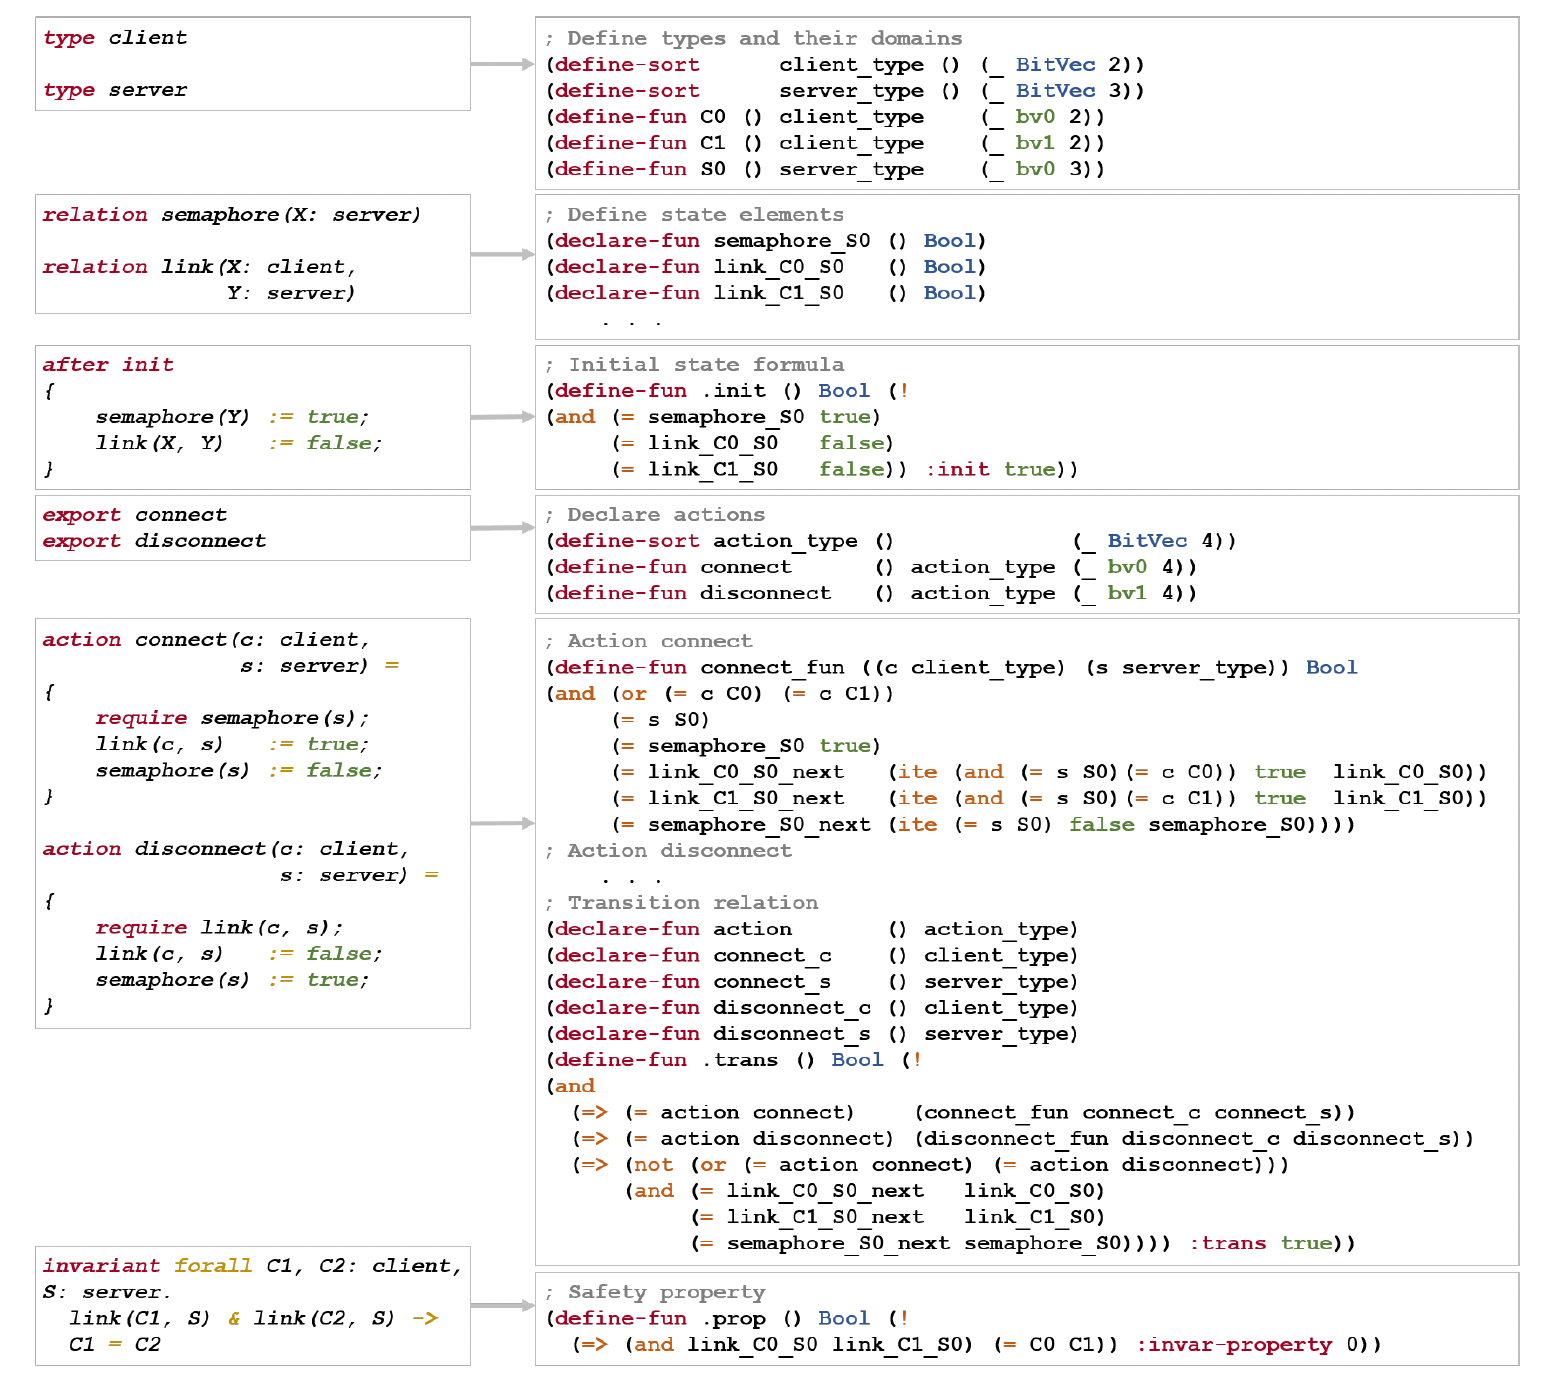 type client
type server
; Define types and their domains
(define-sort      client_type () (_ BitVec 2))
(define-sort      server_type () (_ BitVec 3))
(define-fun C0 () client_type    (_ bv0 2))
(define-fun C1 () client_type    (_ bv1 2))
(define-fun S0 () server_type    (_ bv0 3))
relation semaphore(X: server)
relation link(X: client,
              Y: server)
; Define state elements
(declare-fun semaphore_S0 () Bool)
(declare-fun link_C0_S0   () Bool)
(declare-fun link_C1_S0   () Bool)
    . . .
after init
{
    semaphore(Y) := true;
    link(X, Y)   := false;
}
; Initial state formula
(define-fun .init () Bool (!
(and (= semaphore_S0 true)
     (= link_C0_S0   false)
     (= link_C1_S0   false)) :init true))
export connect
export disconnect
; Declare actions
(define-sort action_type ()             (_ BitVec 4))
(define-fun connect      () action_type (_ bv0 4))
(define-fun disconnect   () action_type (_ bv1 4))
action connect(c: client,
               s: server) =
{
    require semaphore(s);
    link(c, s)   := true;
    semaphore(s) := false;
}
action disconnect(c: client,
                  s: server) =
{
    require link(c, s);
    link(c, s)   := false;
    semaphore(s) := true;
}
; Action connect
(define-fun connect_fun ((c client_type) (s server_type)) Bool
(and (or (= c C0) (= c C1))
     (= s S0)
     (= semaphore_S0 true)
     (= link_C0_S0_next   (ite (and (= s S0)(= c C0)) true  link_C0_S0))
     (= link_C1_S0_next   (ite (and (= s S0)(= c C1)) true  link_C1_S0))
     (= semaphore_S0_next (ite (= s S0) false semaphore_S0))))
; Action disconnect
    . . .
; Transition relation
(declare-fun action       () action_type)
(declare-fun connect_c    () client_type)
(declare-fun connect_s    () server_type)
(declare-fun disconnect_c () client_type)
(declare-fun disconnect_s () server_type)
(define-fun .trans () Bool (!
(and
  (=> (= action connect)    (connect_fun connect_c connect_s))
  (=> (= action disconnect) (disconnect_fun disconnect_c disconnect_s))
  (=> (not (or (= action connect) (= action disconnect)))
      (and (= link_C0_S0_next   link_C0_S0)
           (= link_C1_S0_next   link_C1_S0)
           (= semaphore_S0_next semaphore_S0)))) :trans true))
invariant forall C1, C2: client,
S: server.
  link(C1, S) & link(C2, S) ->
  C1 = C2
; Safety property
(define-fun .prop () Bool (!
  (=> (and link_C0_S0 link_C1_S0) (= C0 C1)) :invar-property 0))